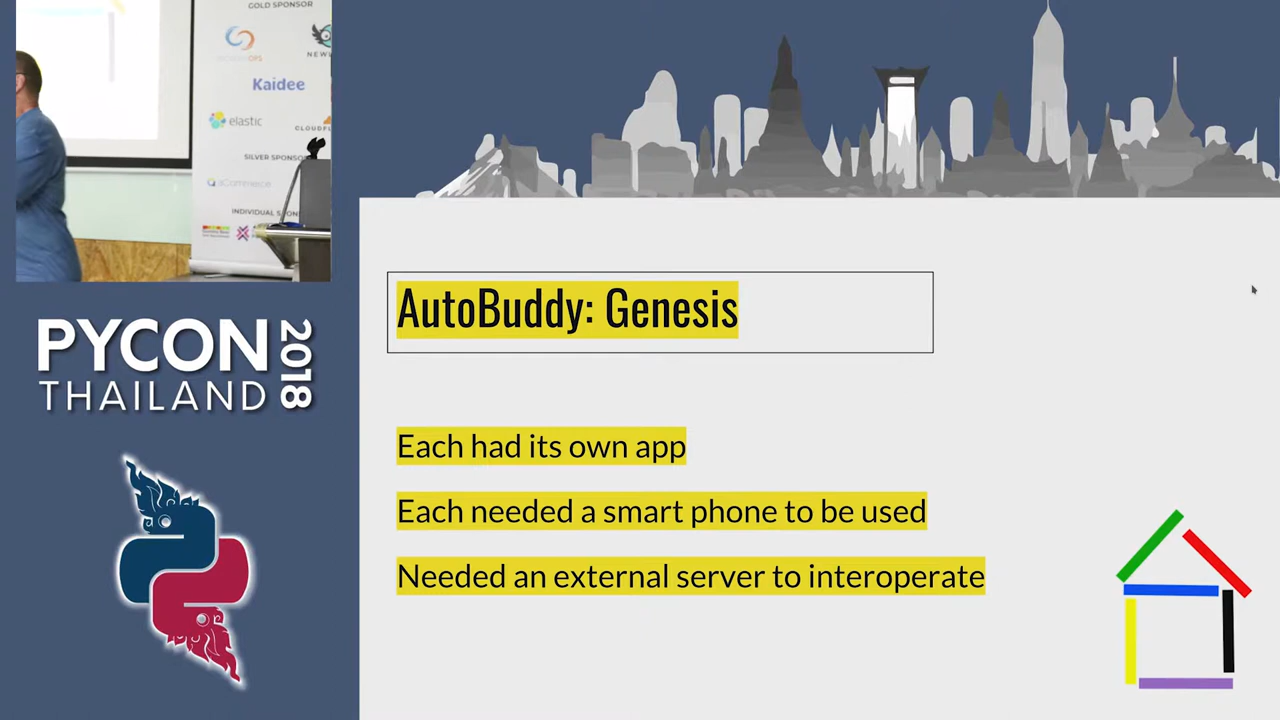 GOLD SPONSOR
Kaidee
elastic
SILVER
INDIVIDUAL
PYCON
THAILAND
2018
AutoBuddy: Genesis
Each had its own app
Each needed a smart phone to be used
Needed an external server to interoperate